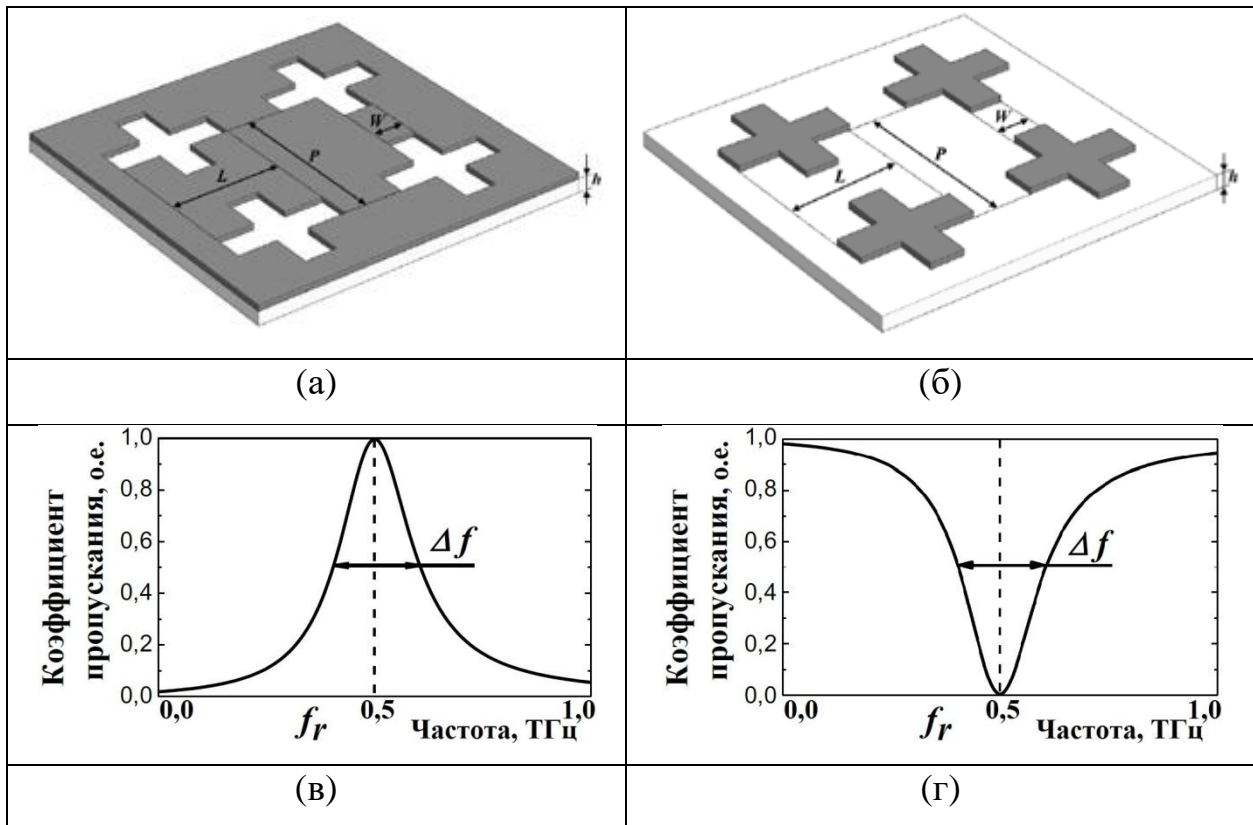 L
P
W
h
L
P
W
h
(а)
(б)
Коэффициент
пропускания, о.е.
1,0
0,8
0,6
0,4
0,2
0,0
Δf
0,0
0,5
1,0
f_r
Частота, ТГц
Коэффициент
пропускания, о.е.
1,0
0,8
0,6
0,4
0,2
0,0
Δf
0,0
0,5
1,0
f_r
Частота, ТГц
(в)
(г)